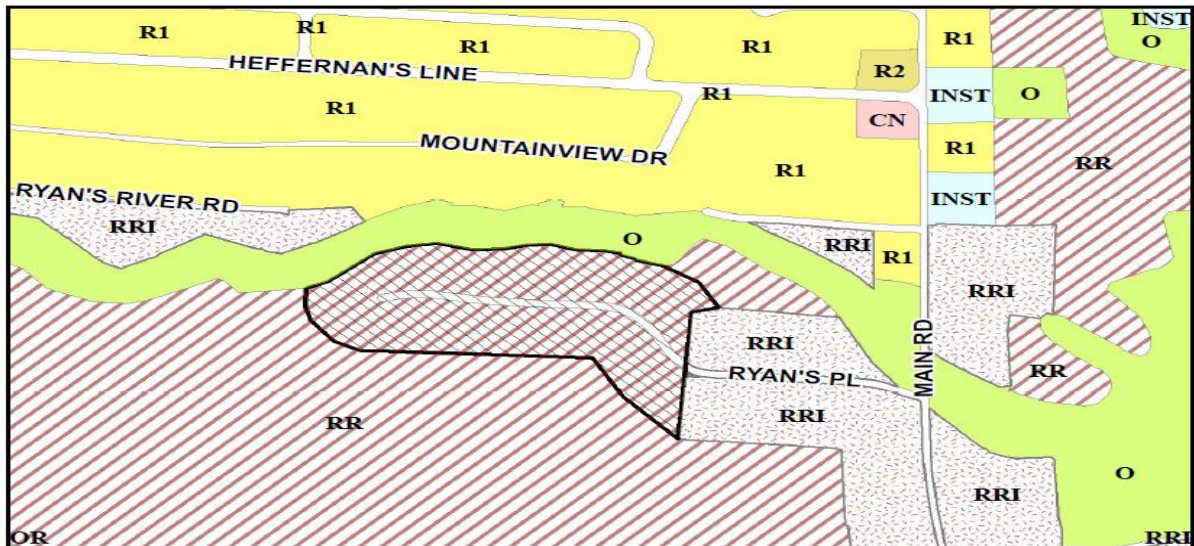 INST
R1
R1
R1
R1
R1
O
HEFFERNAN'S LINE
R2
R1
INST
O
R1
CN
MOUNTAINVIEW DR
R1
RR
R1
RYAN'S RIVER RD
INST
RRI
O
RRI
R1
RRI
RRI
MAIN RD
RYAN'S PL
RR
RRI
RR
O
RRI
OR
RRI